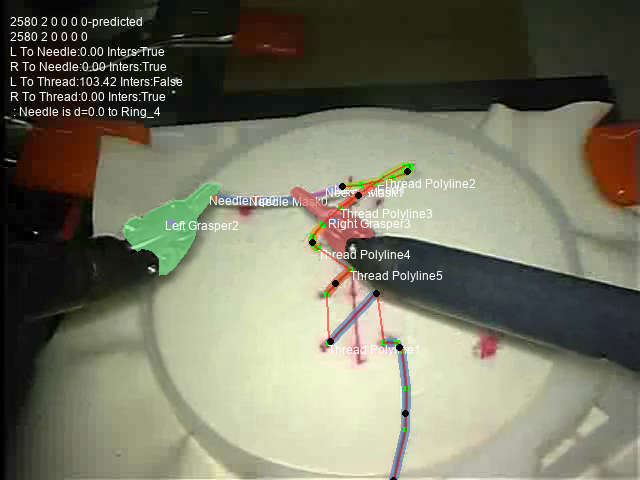 2580 2 0 0 0 0-predicted
2580 2 0 0 0 0
L To Needle:0.00 Inters:True
R To Needle:0.00 Inters:True
L To Thread:103.42 Inters:False
R To Thread:0.00 Inters:True
: Needle is d=0.0 to Ring_4
Thread Polyline2
Needle Mask0
Thread Polyline3
Left Grasper2
Right Grasper3
Thread Polyline4
Thread Polyline5
Thread Polyline1